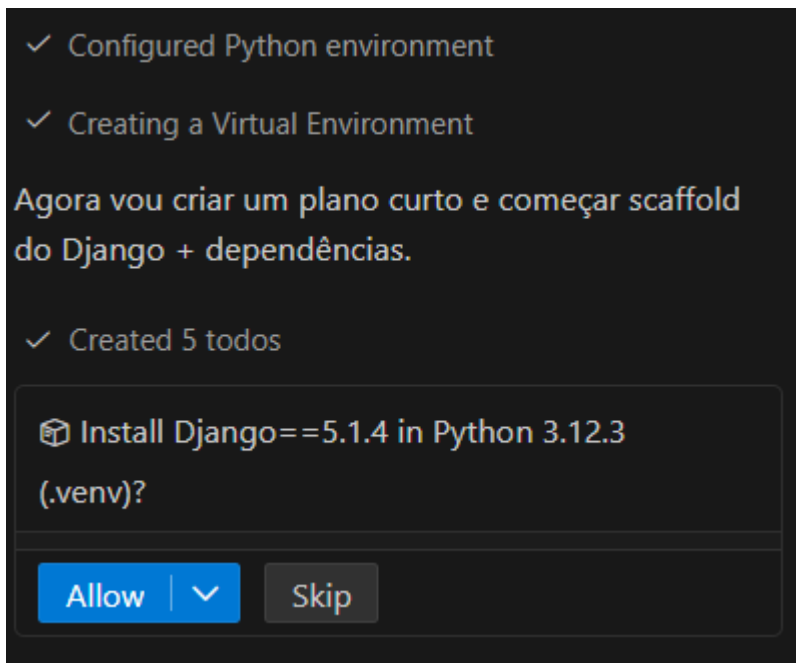 Configured Python environment
Creating a Virtual Environment
Agora vou criar um plano curto e começar scaffold
do Django + dependências.
Created 5 todos
Install Django==5.1.4 in Python 3.12.3
(.venv)?
Allow
Skip